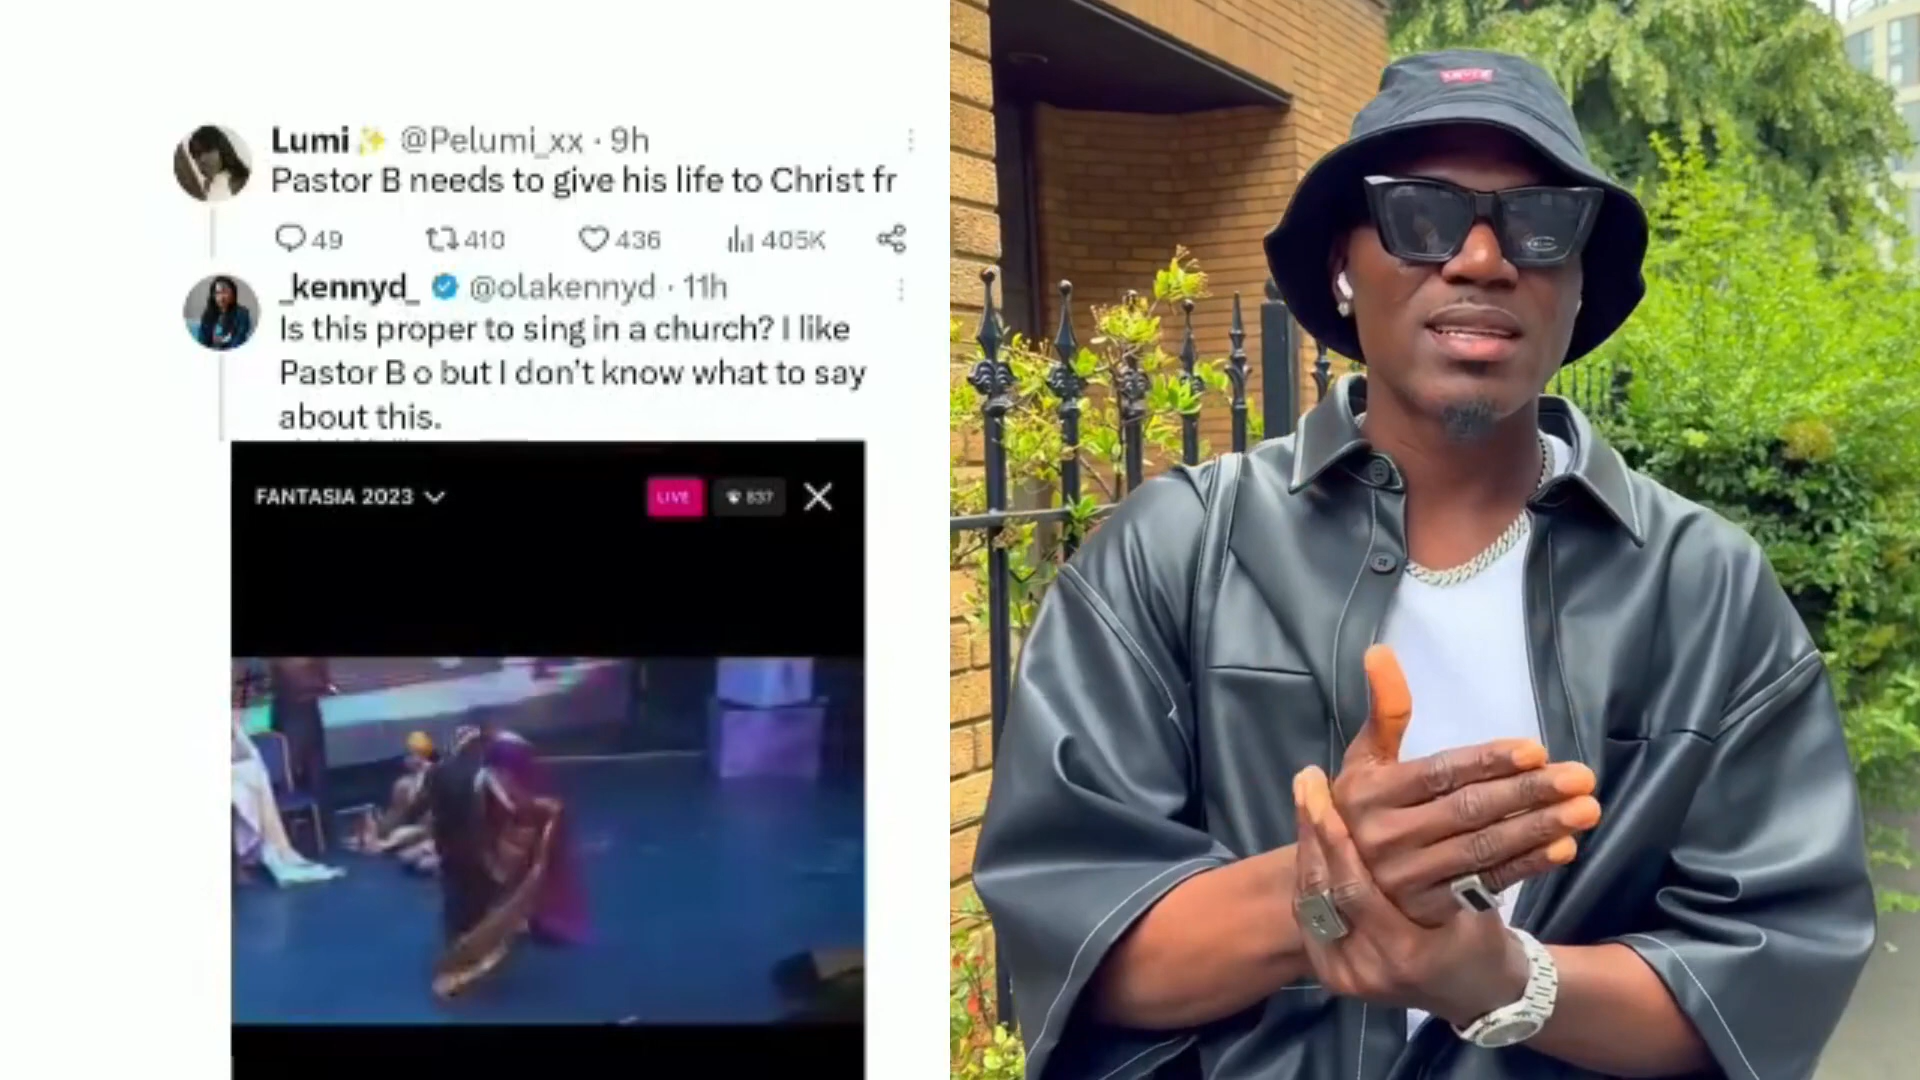 Lumi✨ @Pelumi_xx · 9h
Pastor B needs to give his life to Christ fr
49 410 436 405K
_kennyd_ @olakennyd · 11h
Is this proper to sing in a church? I like
Pastor B o but I don't know what to say
about this.
FANTASIA 2023 LIVE 837
Levi's